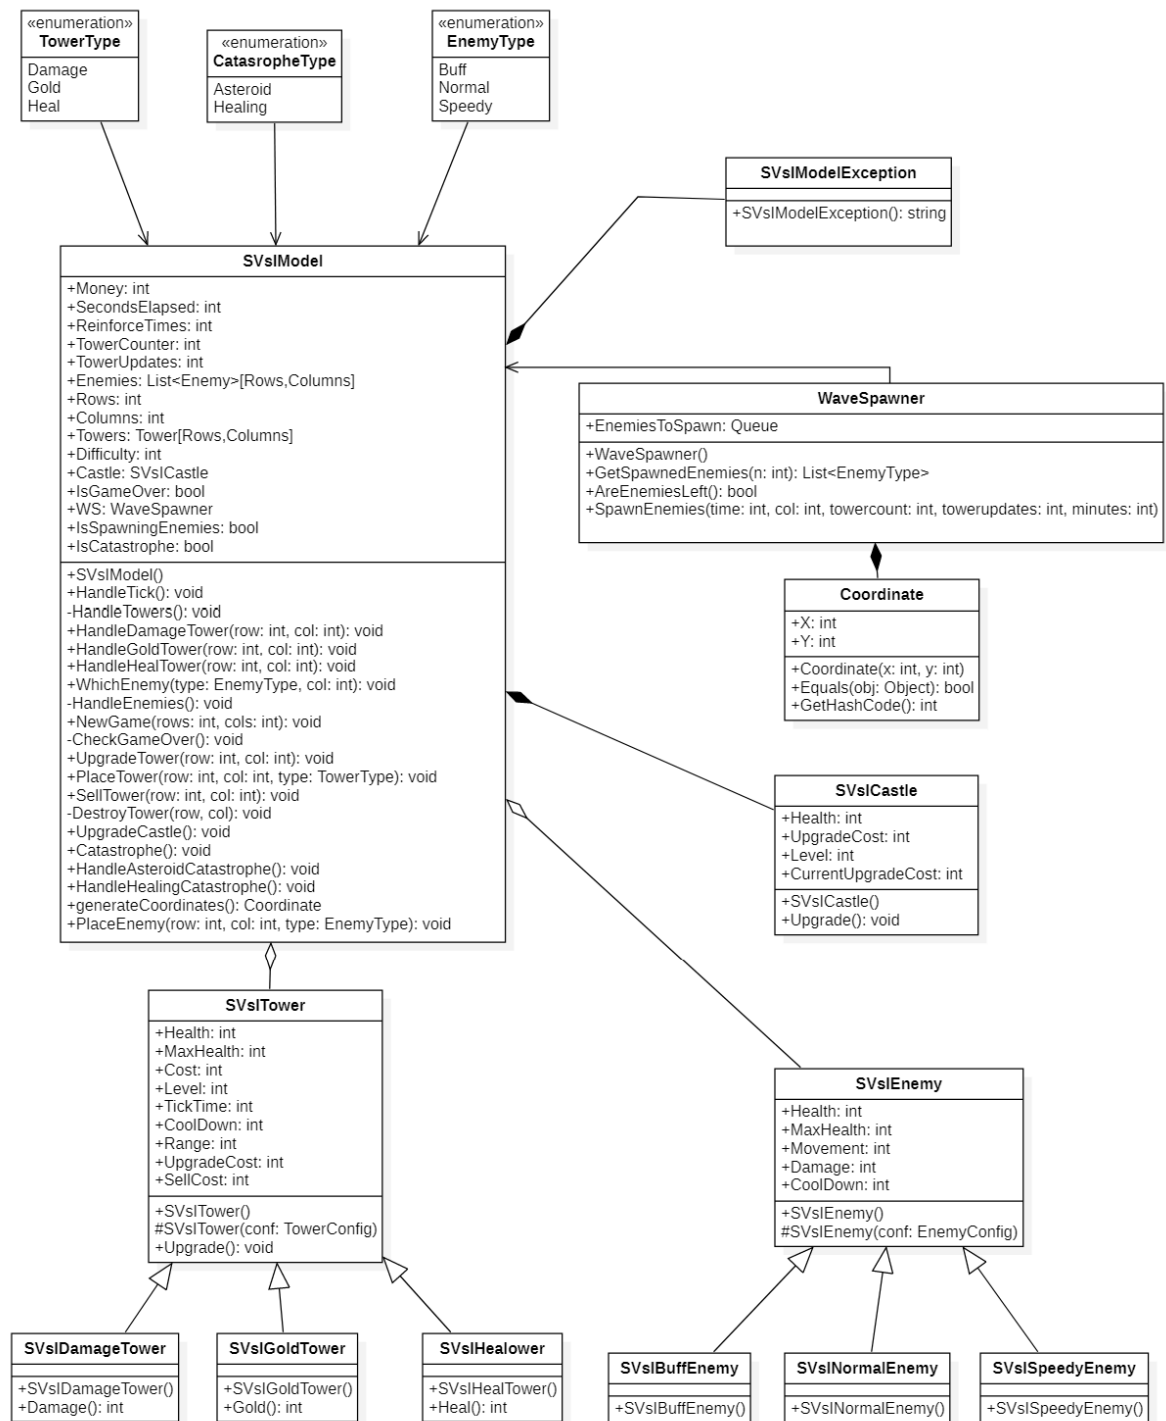 «enumeration»
TowerType
Damage
Gold
Heal
«enumeration»
CatasropheType
Asteroid
Healing
«enumeration»
EnemyType
Buff
Normal
Speedy
SVsIModelException
+SVsIModelException(): string
SVsIModel
+Money: int
+SecondsElapsed: int
+ReinforceTimes: int
+TowerCounter: int
+TowerUpdates: int
+Enemies: List<Enemy>[Rows,Columns]
+Rows: int
+Columns: int
+Towers: Tower[Rows,Columns]
+Difficulty: int
+Castle: SVsICastle
+IsGameOver: bool
+WS: WaveSpawner
+IsSpawningEnemies: bool
+IsCatastrophe: bool
+SVsIModel()
+HandleTick(): void
-HandleTowers(): void
+HandleDamageTower(row: int, col: int): void
+HandleGoldTower(row: int, col: int): void
+HandleHealTower(row: int, col: int): void
+WhichEnemy(type: EnemyType, col: int): void
-HandleEnemies(): void
+NewGame(rows: int, cols: int): void
-CheckGameOver(): void
+UpgradeTower(row: int, col: int): void
+PlaceTower(row: int, col: int, type: TowerType): void
+SellTower(row: int, col: int): void
-DestroyTower(row, col): void
+UpgradeCastle(): void
+Catastrophe(): void
+HandleAsteroidCatastrophe(): void
+HandleHealingCatastrophe(): void
+generateCoordinates(): Coordinate
+PlaceEnemy(row: int, col: int, type: EnemyType): void
WaveSpawner
+EnemiesToSpawn: Queue
+WaveSpawner()
+GetSpawnedEnemies(n: int): List<EnemyType>
+AreEnemiesLeft(): bool
+SpawnEnemies(time: int, col: int, towercount: int, towerupdates: int, minutes: int)
Coordinate
+X: int
+Y: int
+Coordinate(x: int, y: int)
+Equals(obj: Object): bool
+GetHashCode(): int
SVsICastle
+Health: int
+UpgradeCost: int
+Level: int
+CurrentUpgradeCost: int
+SVsICastle()
+Upgrade(): void
SVsITower
+Health: int
+MaxHealth: int
+Cost: int
+Level: int
+TickTime: int
+CoolDown: int
+Range: int
+UpgradeCost: int
+SellCost: int
+SVsITower()
#SVsITower(conf: TowerConfig)
+Upgrade(): void
SVsIEnemy
+Health: int
+MaxHealth: int
+Movement: int
+Damage: int
+CoolDown: int
+SVsIEnemy()
#SVsIEnemy(conf: EnemyConfig)
SVsIDamageTower
+SVsIDamageTower()
+Damage(): int
SVsIGoldTower
+SVsIGoldTower()
+Gold(): int
SVsIHealower
+SVsIHealTower()
+Heal(): int
SVsIBuffEnemy
+SVsIBuffEnemy()
SVsINormalEnemy
+SVsINormalEnemy()
SVsISpeedyEnemy
+SVsISpeedyEnemy()